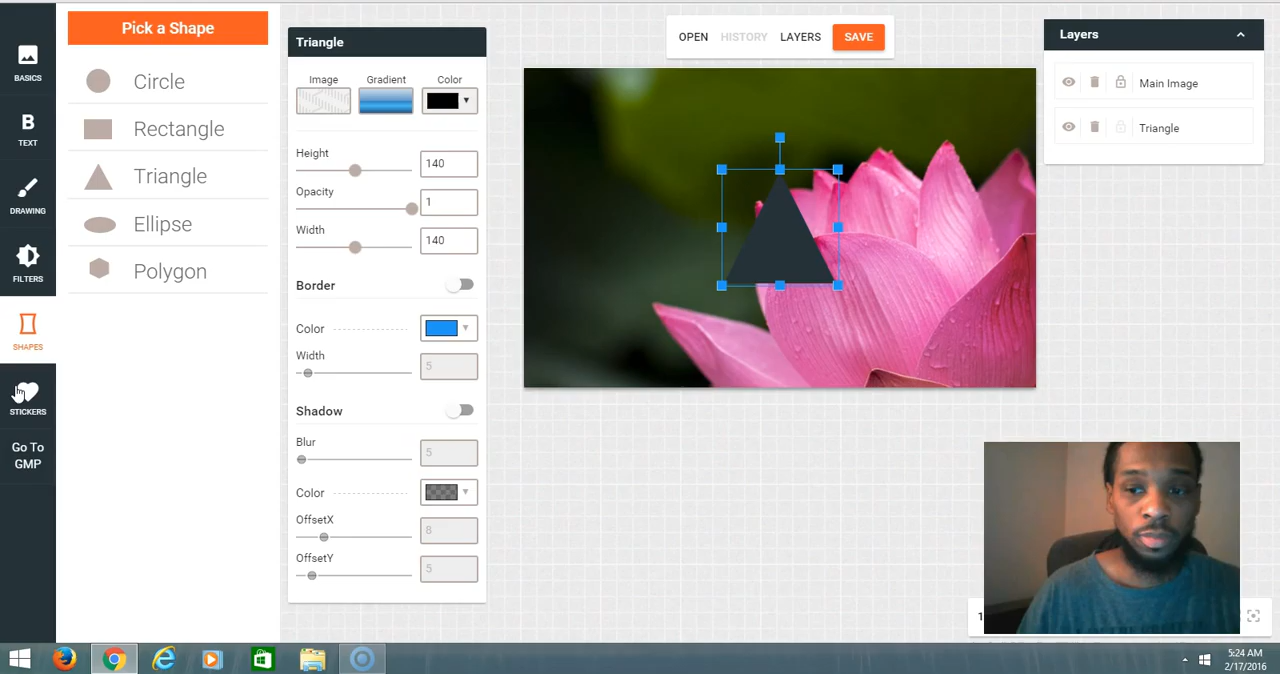 BASICS
B
TEXT
DRAWING
FILTERS
SHAPES
STICKERS
Go To
GMP
Pick a Shape
Circle
Rectangle
Triangle
Ellipse
Polygon
Triangle
Image Gradient Color
Height 140
Opacity 1
Width 140
Border
Color
Width 5
Shadow
Blur 5
Color
OffsetX 8
OffsetY 5
OPEN HISTORY LAYERS SAVE
Layers
Main Image
Triangle
5:24 AM
2/17/2016